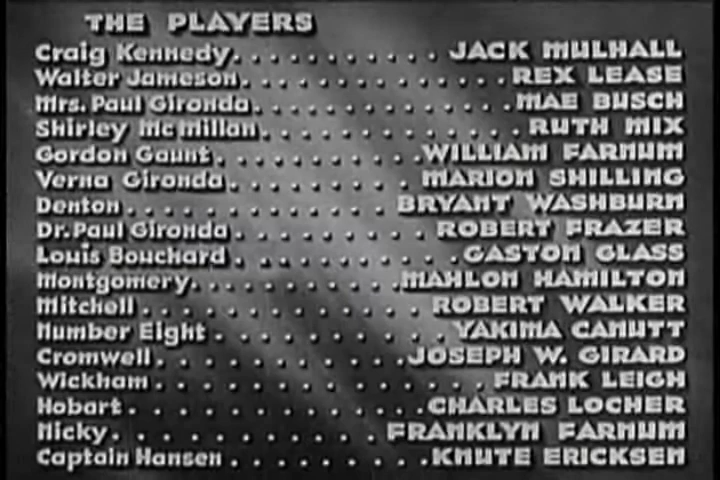 THE PLAYERS
Craig Kennedy. . . . . . . . . . . JACK MULHALL
Walter Jameson. . . . . . . . . . . . . . REX LEASE
Mrs. Paul Gironda. . . . . . . . . . . . . MAE BUSCH
Shirley McMillan. . . . . . . . . . . . . RUTH MIX
Gordon Gaunt. . . . . . . . . . .WILLIAM FARNUM
Verna Gironda. . . . . . . . . MARION SHILLING
Denton. . . . . . . . . . . . . BRYANT WASHBURN
Dr. Paul Gironda. . . . . . . . . ROBERT FRAZER
Louis Bouchard. . . . . . . . . . . GASTON GLASS
Montgomery. . . . . . . . . . .MAHLON HAMILTON
Mitchell. . . . . . . . . . . . . . ROBERT WALKER
Number Eight. . . . . . . . . . . YAKIMA CANUTT
Cromwell. . . . . . . . . . . . .JOSEPH W. GIRARD
Wickham. . . . . . . . . . . . . . . . FRANK LEIGH
Hobart. . . . . . . . . . . . . .CHARLES LOCHER
Nicky. . . . . . . . . . . . FRANKLYN FARNUM
Captain Hansen. . . . . . . . . KNUTE ERICKSEN